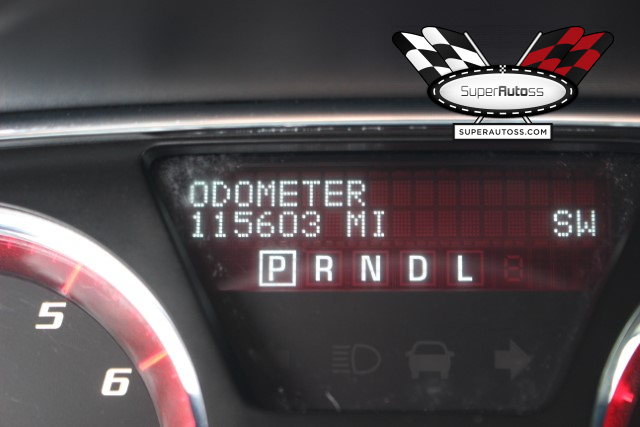 SuperAutoss
SUPERAUTOSS.COM
ODOMETER
115603 MI SW
P R N D L
5
6